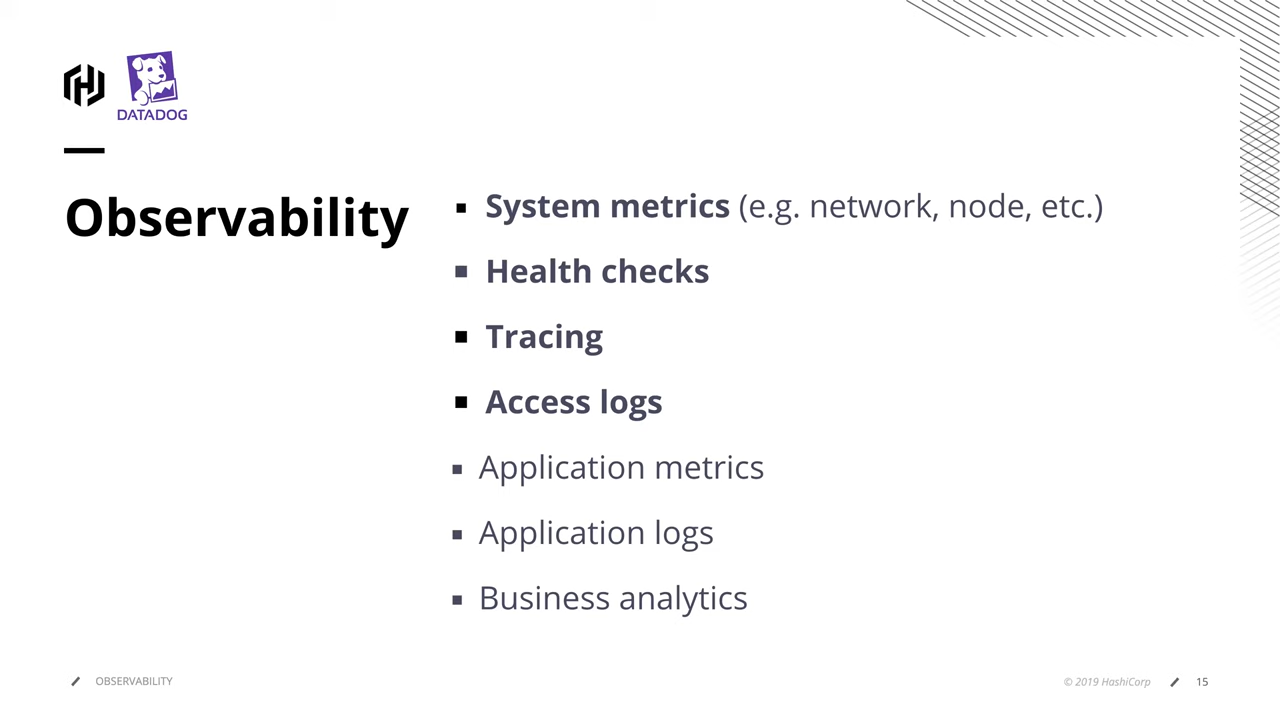 DATADOG
Observability
▪ System metrics (e.g. network, node, etc.)
▪ Health checks
▪ Tracing
▪ Access logs
▪ Application metrics
▪ Application logs
▪ Business analytics
OBSERVABILITY
© 2019 HashiCorp
15